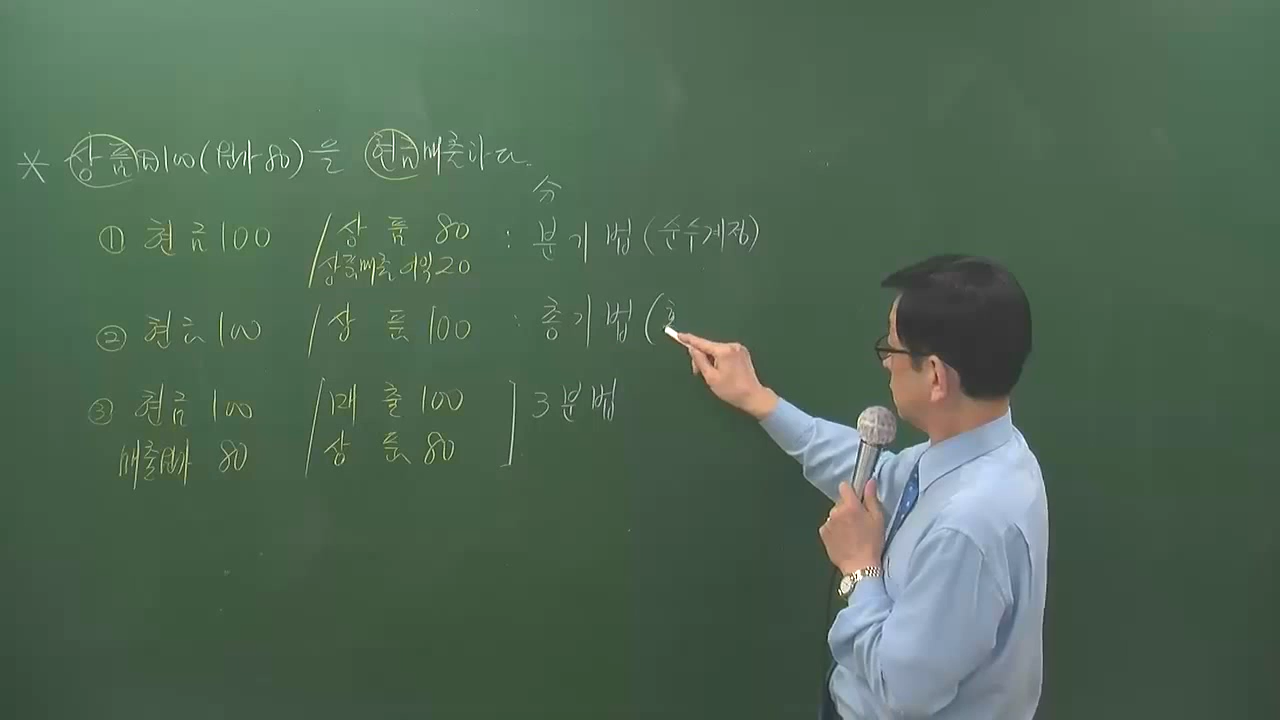 * 상품@100(원가 80)을 현금매출하다.
分
① 현금 100 / 상품 80 : 분기법(순수계정)
/ 상품매출이익 20
② 현금 100 / 상품 100 : 총기법(혼
③ 현금 100 / 매출 100 ] 3분법
매출원가 80 / 상품 80